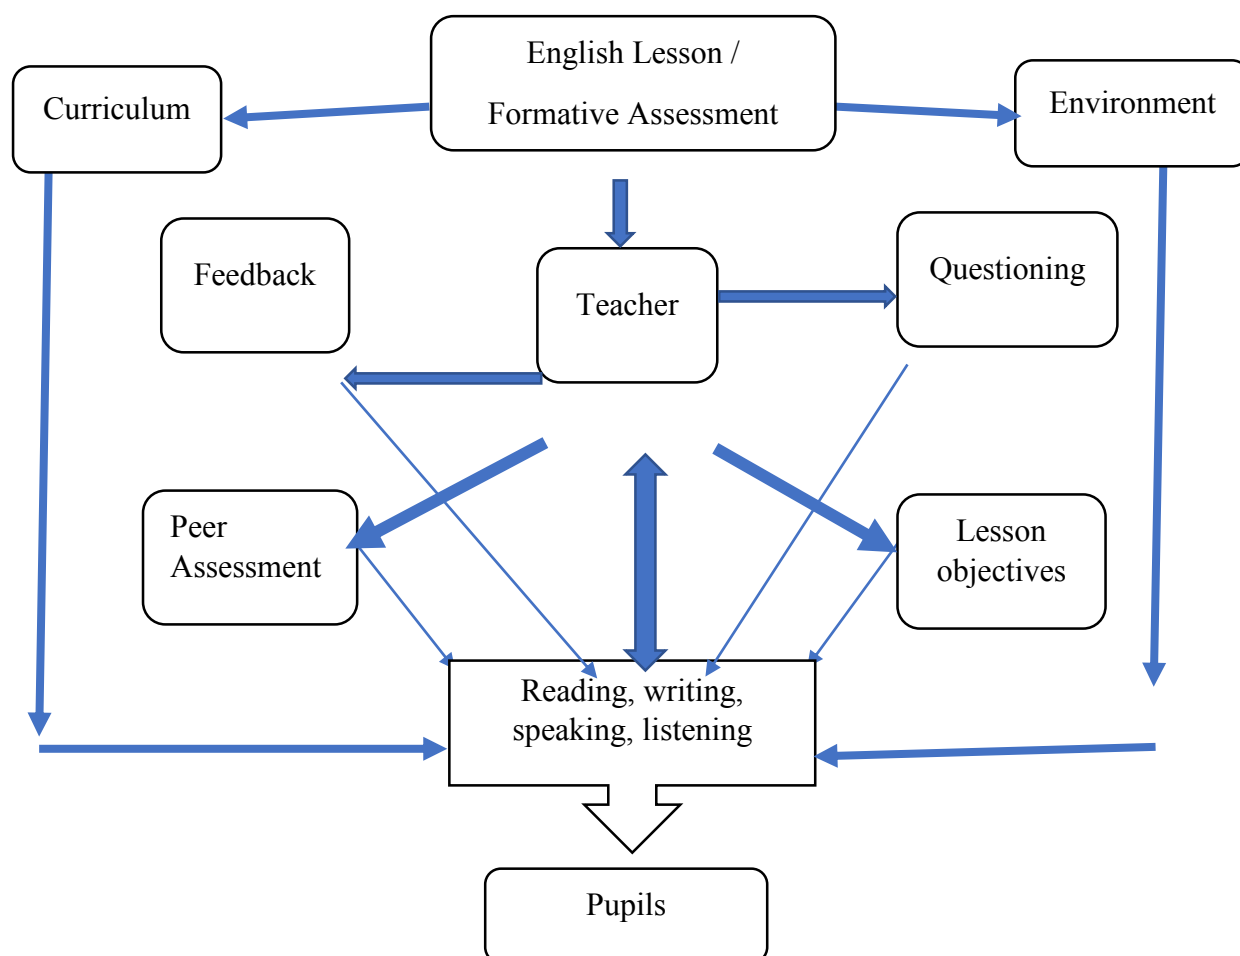 English Lesson /
Formative Assessment
Curriculum
Environment
Feedback
Teacher
Questioning
Peer
Assessment
Lesson
objectives
Reading, writing,
speaking, listening
Pupils